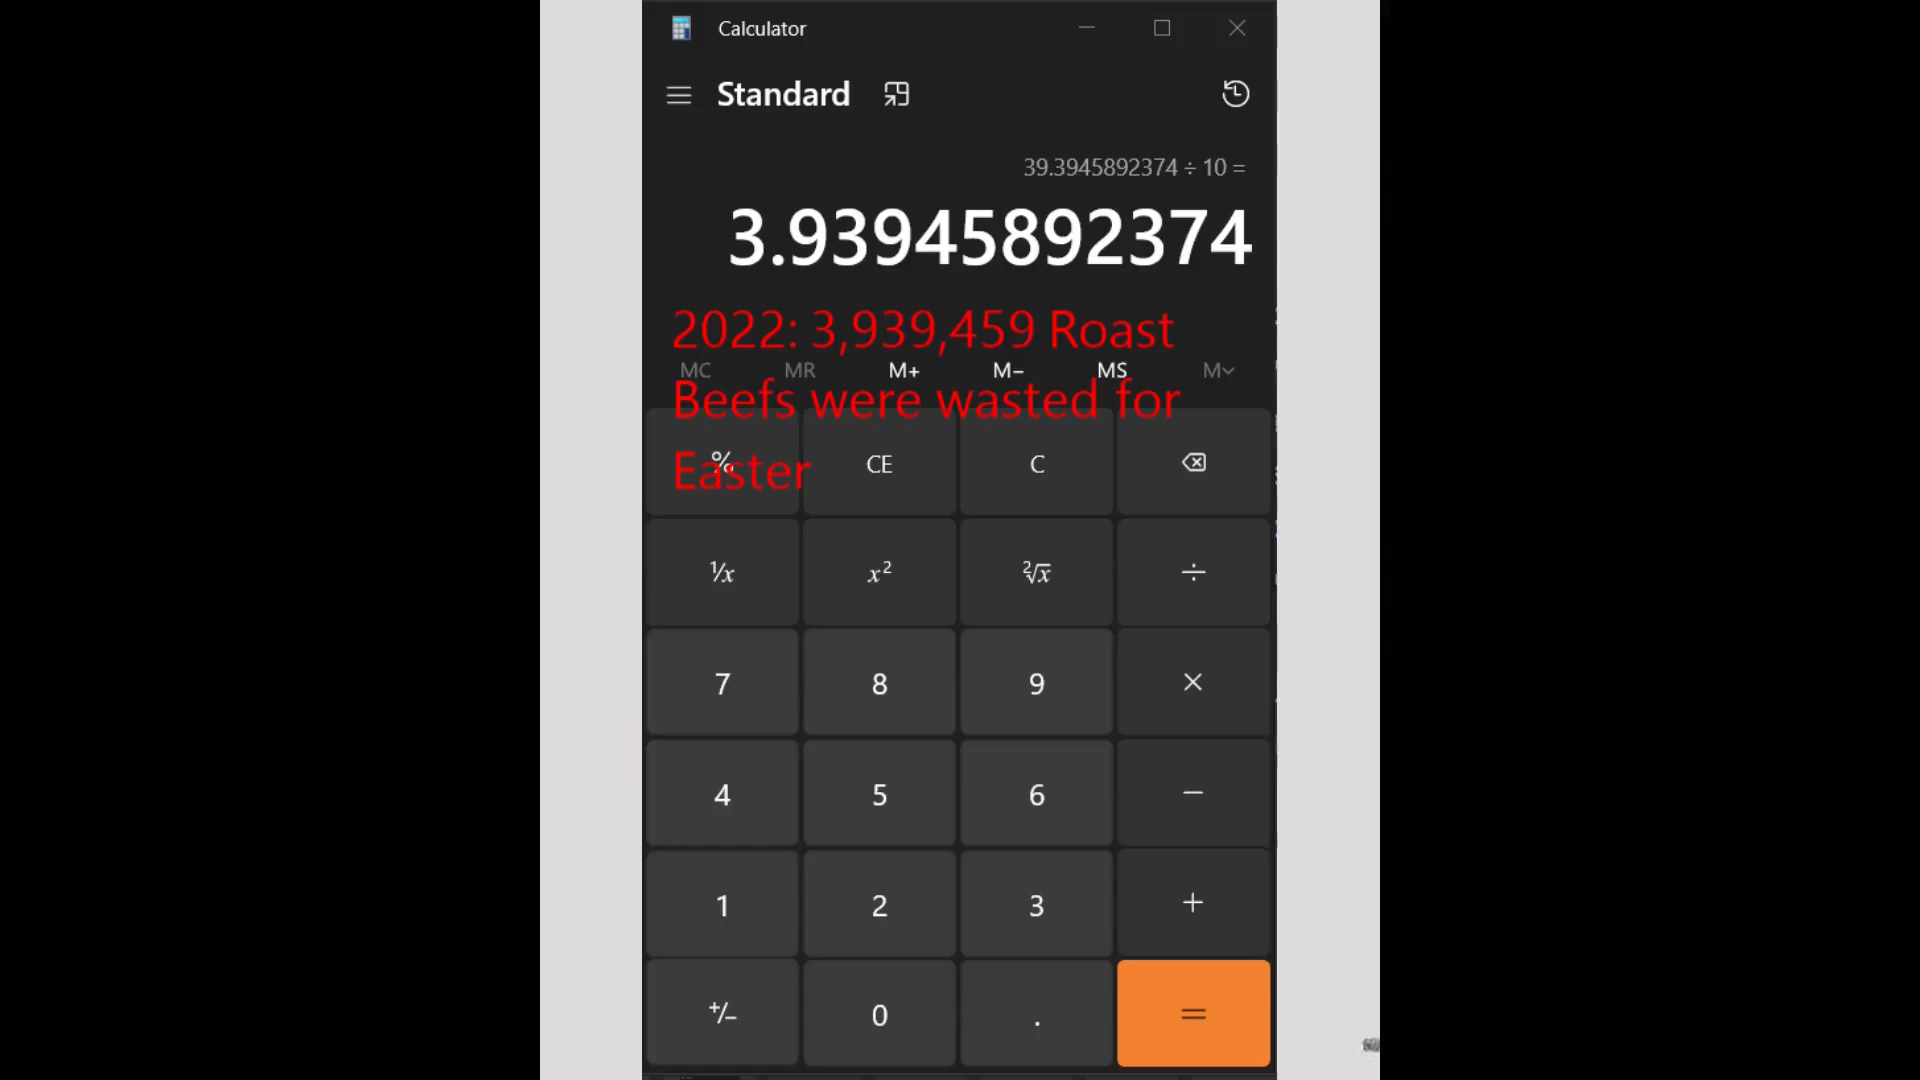 Calculator
Standard
39.3945892374 ÷ 10 =
3.93945892374
2022: 3,939,459 Roast
MC MR M+ M− MS M
Beefs were wasted for
Easter
% CE C
¹/x x² ²√x ÷
7 8 9 ×
4 5 6 −
1 2 3 +
+/− 0 . =